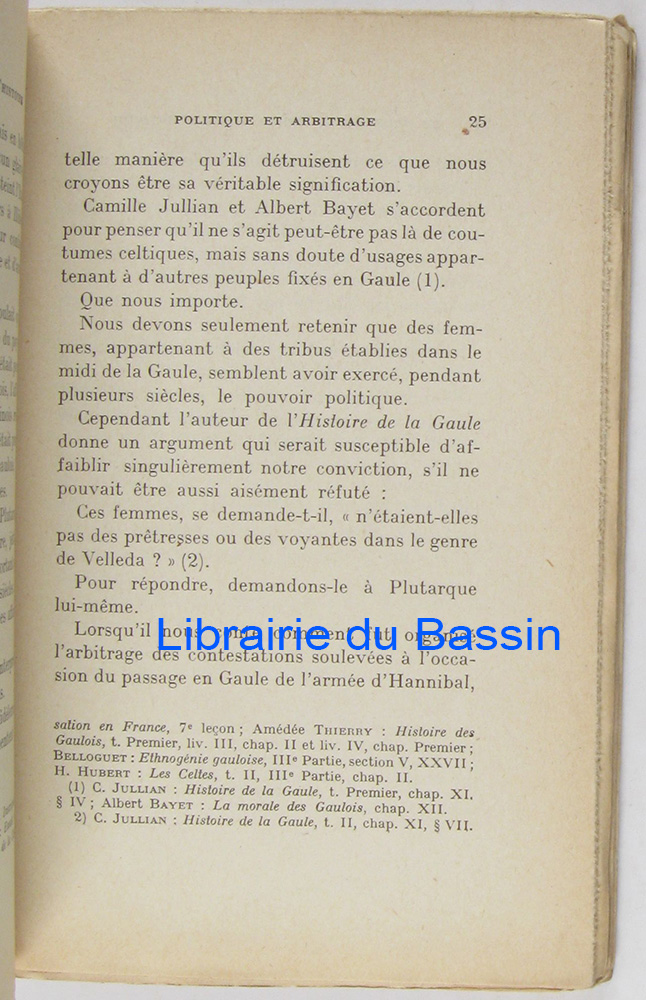 POLITIQUE ET ARBITRAGE 25
telle manière qu'ils détruisent ce que nous
croyons être sa véritable signification.
Camille Jullian et Albert Bayet s'accordent
pour penser qu'il ne s'agit peut-être pas là de cou-
tumes celtiques, mais sans doute d'usages appar-
tenant à d'autres peuples fixés en Gaule (1).
Que nous importe.
Nous devons seulement retenir que des fem-
mes, appartenant à des tribus établies dans le
midi de la Gaule, semblent avoir exercé, pendant
plusieurs siècles, le pouvoir politique.
Cependant l'auteur de l'Histoire de la Gaule
donne un argument qui serait susceptible d'af-
faiblir singulièrement notre conviction, s'il ne
pouvait être aussi aisément réfuté :
Ces femmes, se demande-t-il, « n'étaient-elles
pas des prêtresses ou des voyantes dans le genre
de Velleda ? » (2).
Pour répondre, demandons-le à Plutarque
lui-même.
Lorsqu'il nous conte comment fut organisé
Librairie du Bassin
l'arbitrage des contestations soulevées à l'occa-
sion du passage en Gaule de l'armée d'Hannibal,
sation en France, 7e leçon ; Amédée THIERRY : Histoire des
Gaulois, t. Premier, liv. III, chap. II et liv. IV, chap. Premier ;
BELLOGUET : Ethnogénie gauloise, IIIe Partie, section V, XXVII ;
H. HUBERT : Les Celtes, t. II, IIIe Partie, chap. II.
(1) C. JULLIAN : Histoire de la Gaule, t. Premier, chap. XI,
§ IV ; Albert BAYET : La morale des Gaulois, chap. XII.
2) C. JULLIAN : Histoire de la Gaule, t. II, chap. XI, § VII.